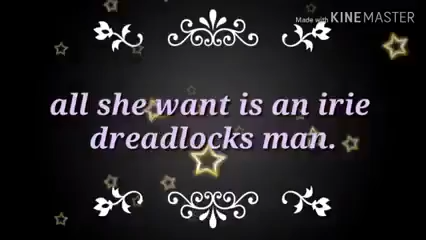 Made with KINEMASTER
all she want is an irie
dreadlocks man.